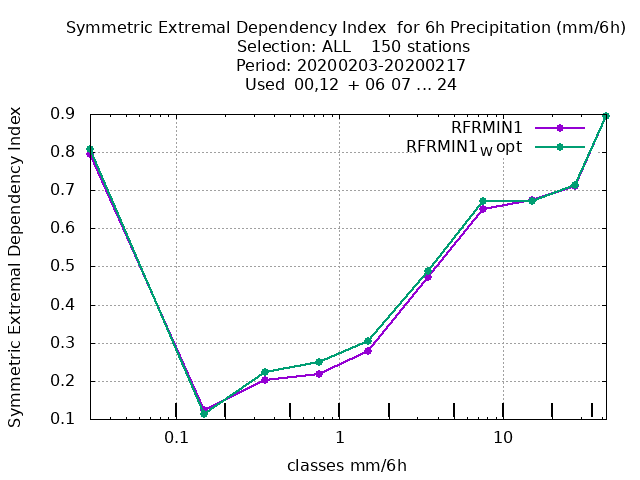 Symmetric Extremal Dependency Index for 6h Precipitation (mm/6h)
Selection: ALL 150 stations
Period: 20200203-20200217
Used 00,12 + 06 07 ... 24
RFRMIN1
RFRMIN1W opt
Symmetric Extremal Dependency Index
0.9
0.8
0.7
0.6
0.5
0.4
0.3
0.2
0.1
0.1 1 10
classes mm/6h